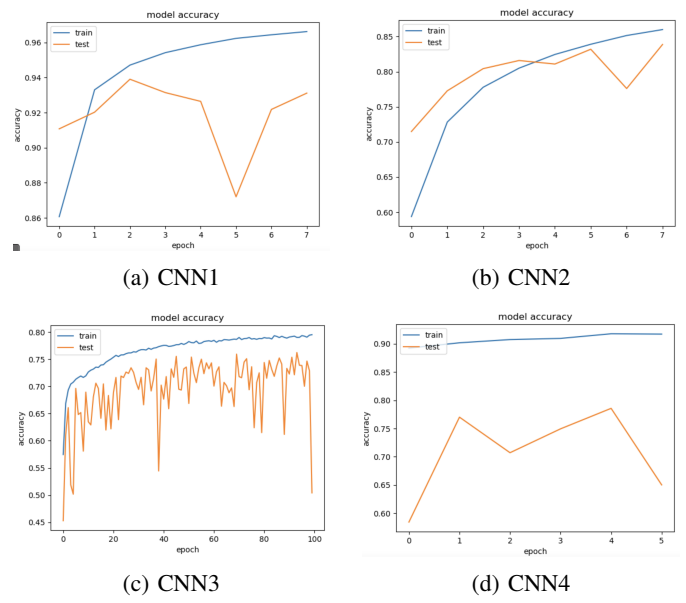 model accuracy
train
test
0.96
0.94
0.92
0.90
0.88
0.86
accuracy
0 1 2 3 4 5 6 7
epoch
(a) CNN1
model accuracy
train
test
0.85
0.80
0.75
0.70
0.65
0.60
accuracy
0 1 2 3 4 5 6 7
epoch
(b) CNN2
model accuracy
train
test
0.80
0.75
0.70
0.65
0.60
0.55
0.50
0.45
accuracy
0 20 40 60 80 100
epoch
(c) CNN3
model accuracy
train
test
0.90
0.85
0.80
0.75
0.70
0.65
0.60
accuracy
0 1 2 3 4 5
epoch
(d) CNN4